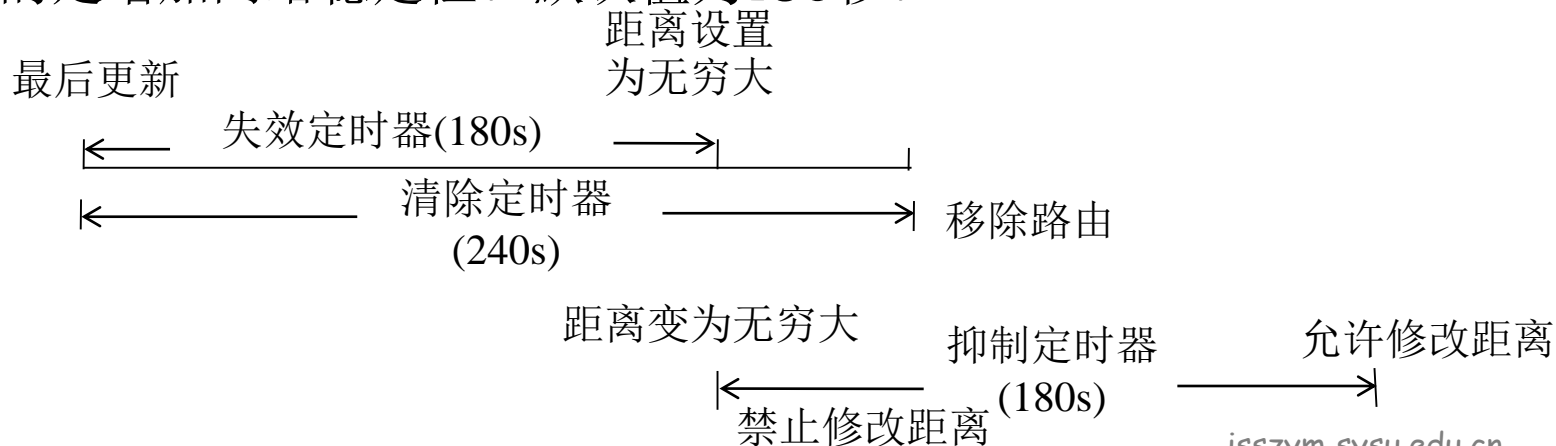 距离设置
为无穷大
最后更新
失效定时器(180s)
清除定时器
(240s)
移除路由
距离变为无穷大
抑制定时器
(180s)
允许修改距离
禁止修改距离